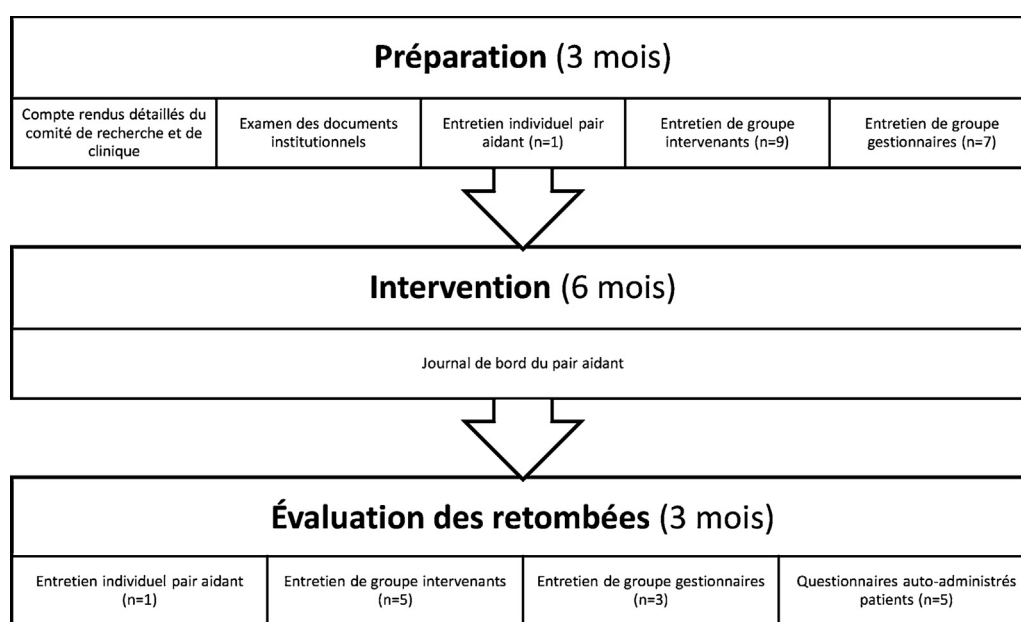 Préparation (3 mois)
Compte rendus détaillés du
comité de recherche et de
clinique
Examen des documents
institutionnels
Entretien individuel pair
aidant (n=1)
Entretien de groupe
intervenants (n=9)
Entretien de groupe
gestionnaires (n=7)
Intervention (6 mois)
Journal de bord du pair aidant
Évaluation des retombées (3 mois)
Entretien individuel pair aidant
(n=1)
Entretien de groupe intervenants
(n=5)
Entretien de groupe gestionnaires
(n=3)
Questionnaires auto-administrés
patients (n=5)